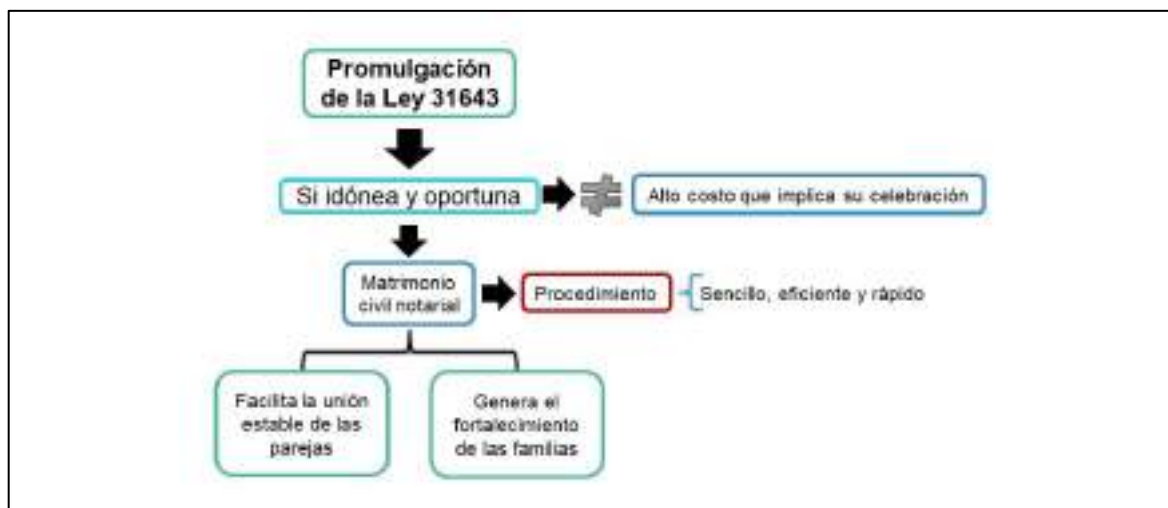 Promulgación
de la Ley 31643
Si idónea y oportuna
Alto costo que implica su celebración
Matrimonio
civil notarial
Procedimiento
Sencillo, eficiente y rápido
Facilita la unión
estable de las
parejas
Genera el
fortalecimiento
de las familias